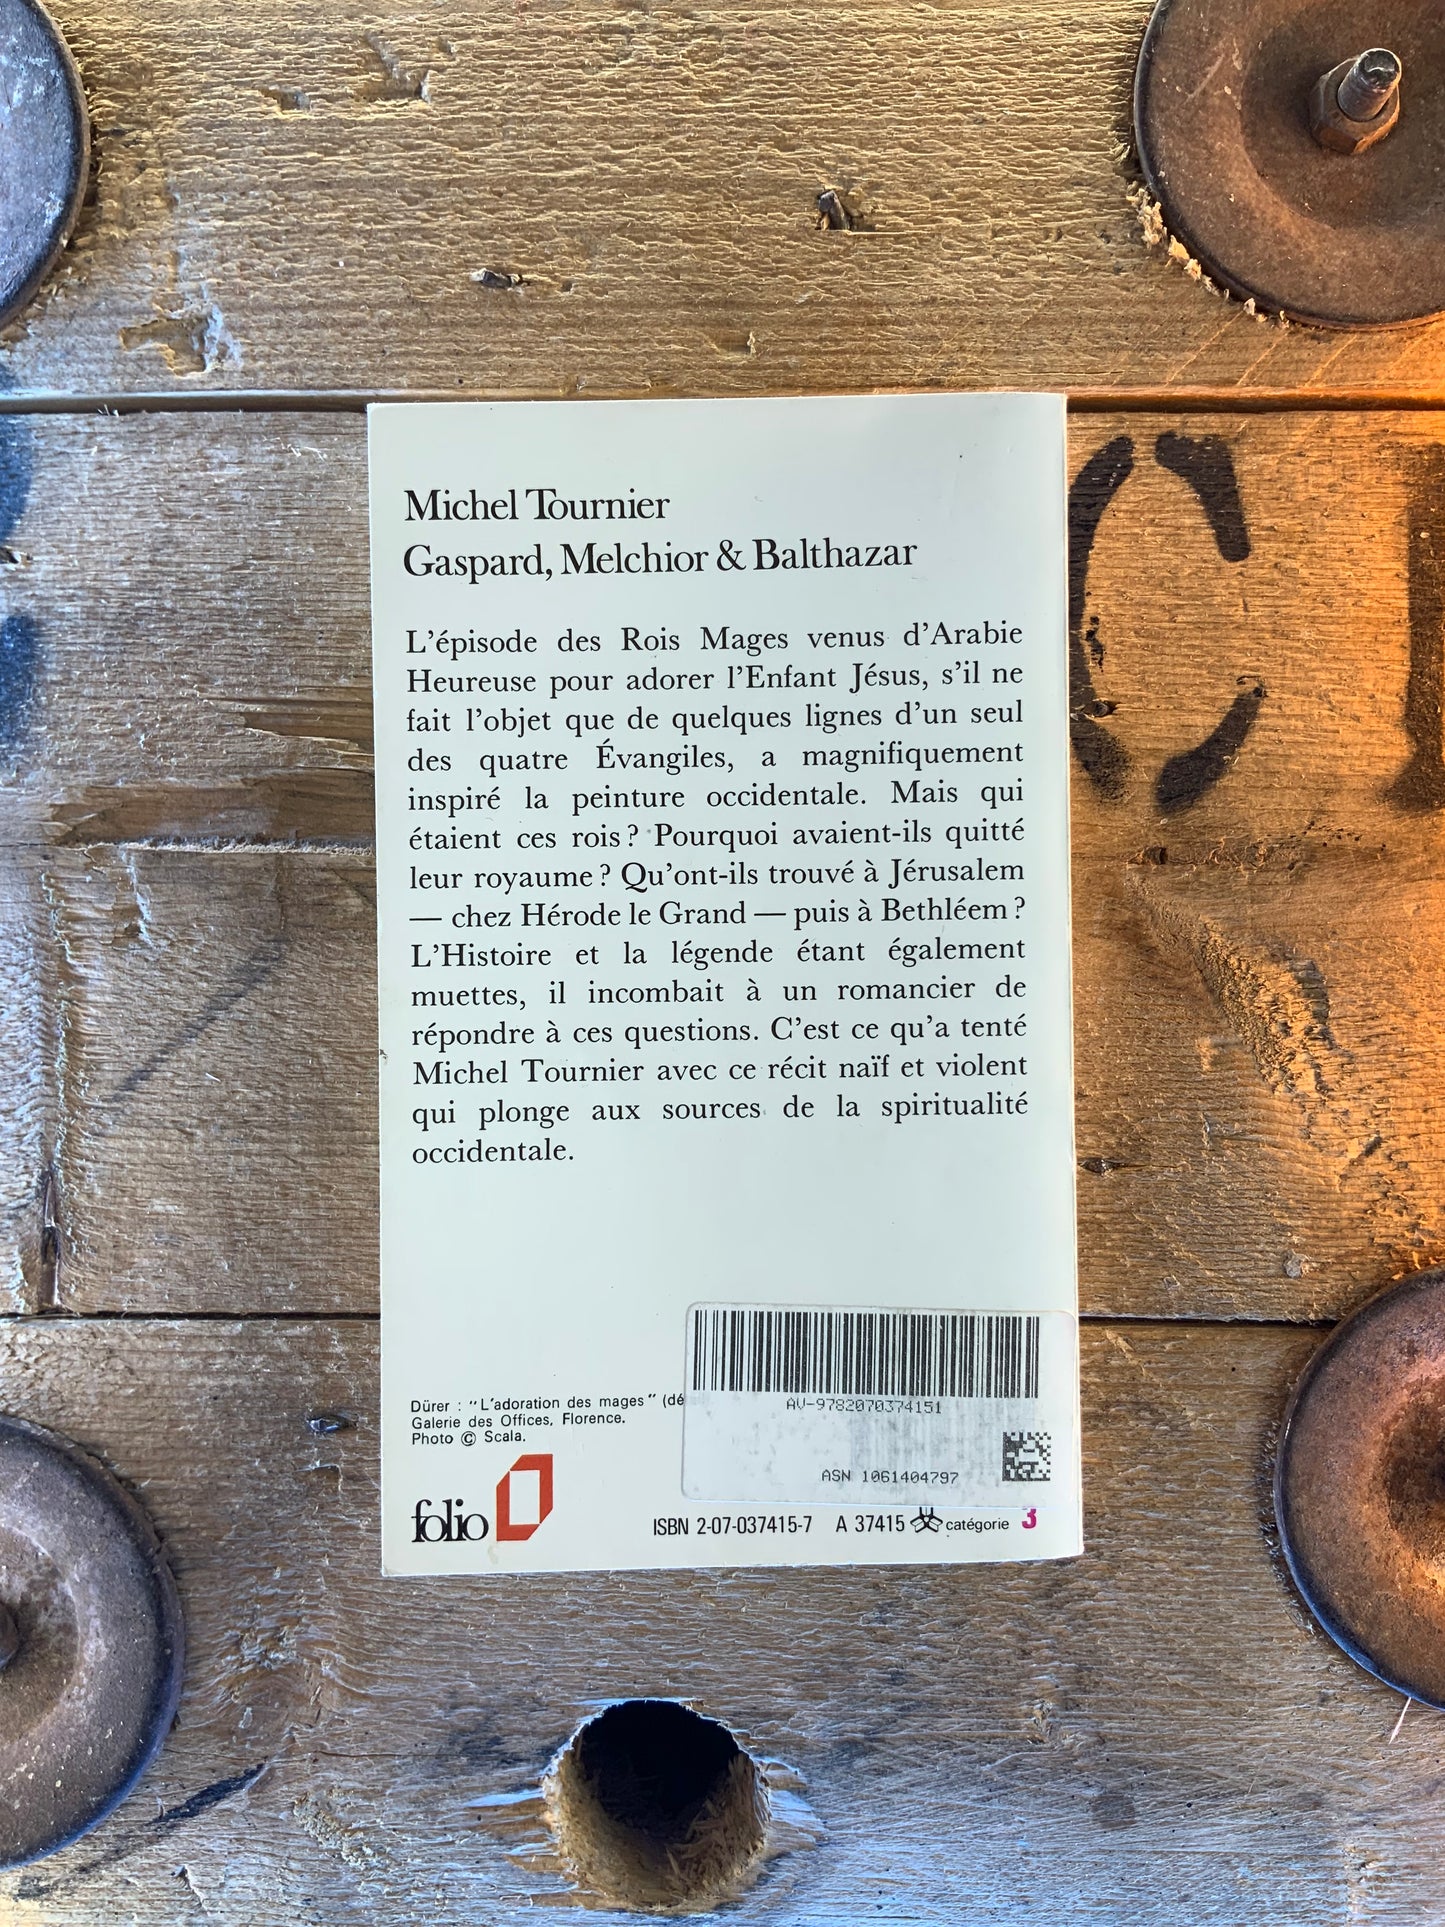 Michel Tournier
Gaspard, Melchior & Balthazar
L'épisode des Rois Mages venus d'Arabie
Heureuse pour adorer l'Enfant Jésus, s'il ne
fait l'objet que de quelques lignes d'un seul
des quatre Évangiles, a magnifiquement
inspiré la peinture occidentale. Mais qui
étaient ces rois ? Pourquoi avaient-ils quitté
leur royaume ? Qu'ont-ils trouvé à Jérusalem
— chez Hérode le Grand — puis à Bethléem ?
L'Histoire et la légende étant également
muettes, il incombait à un romancier de
répondre à ces questions. C'est ce qu'a tenté
Michel Tournier avec ce récit naïf et violent
qui plonge aux sources de la spiritualité
occidentale.
Dürer : "L'adoration des mages" (dé
Galerie des Offices, Florence.
Photo © Scala.
AV-9782070374151
ASN 1061404797
folio
ISBN 2-07-037415-7 A 37415 catégorie 3
C